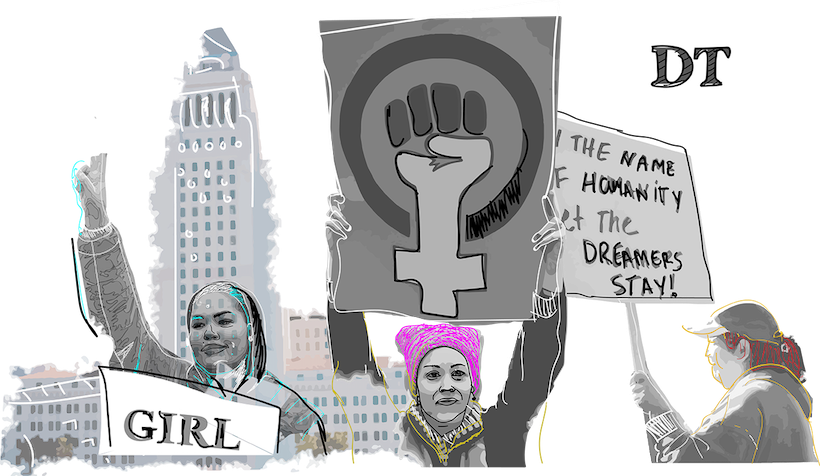 DT
THE NAME
F HUMANITY
et The
DREAMERS
STAY!
GIRL